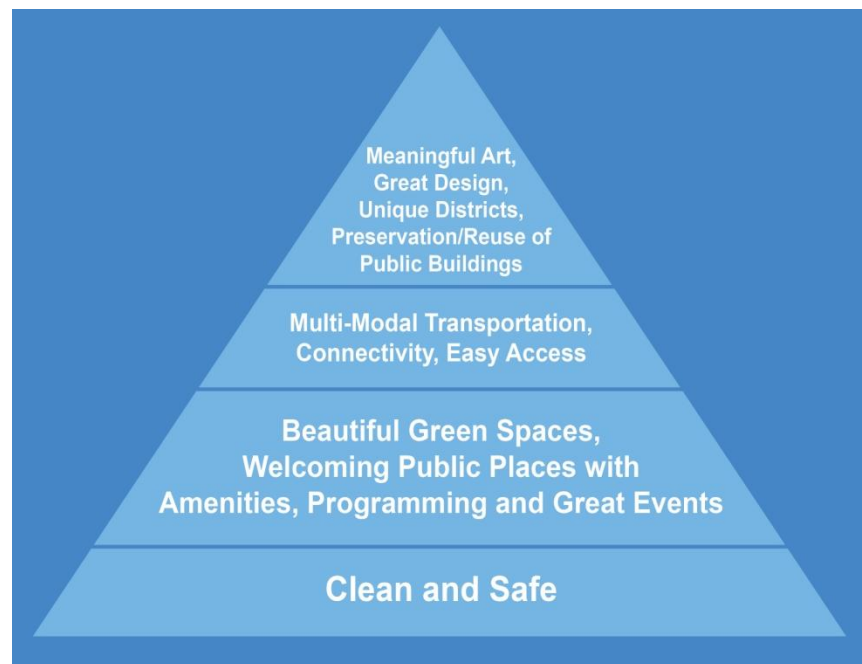 Meaningful Art,
Great Design,
Unique Districts,
Preservation/Reuse of
Public Buildings
Multi-Modal Transportation,
Connectivity, Easy Access
Beautiful Green Spaces,
Welcoming Public Places with
Amenities, Programming and Great Events
Clean and Safe